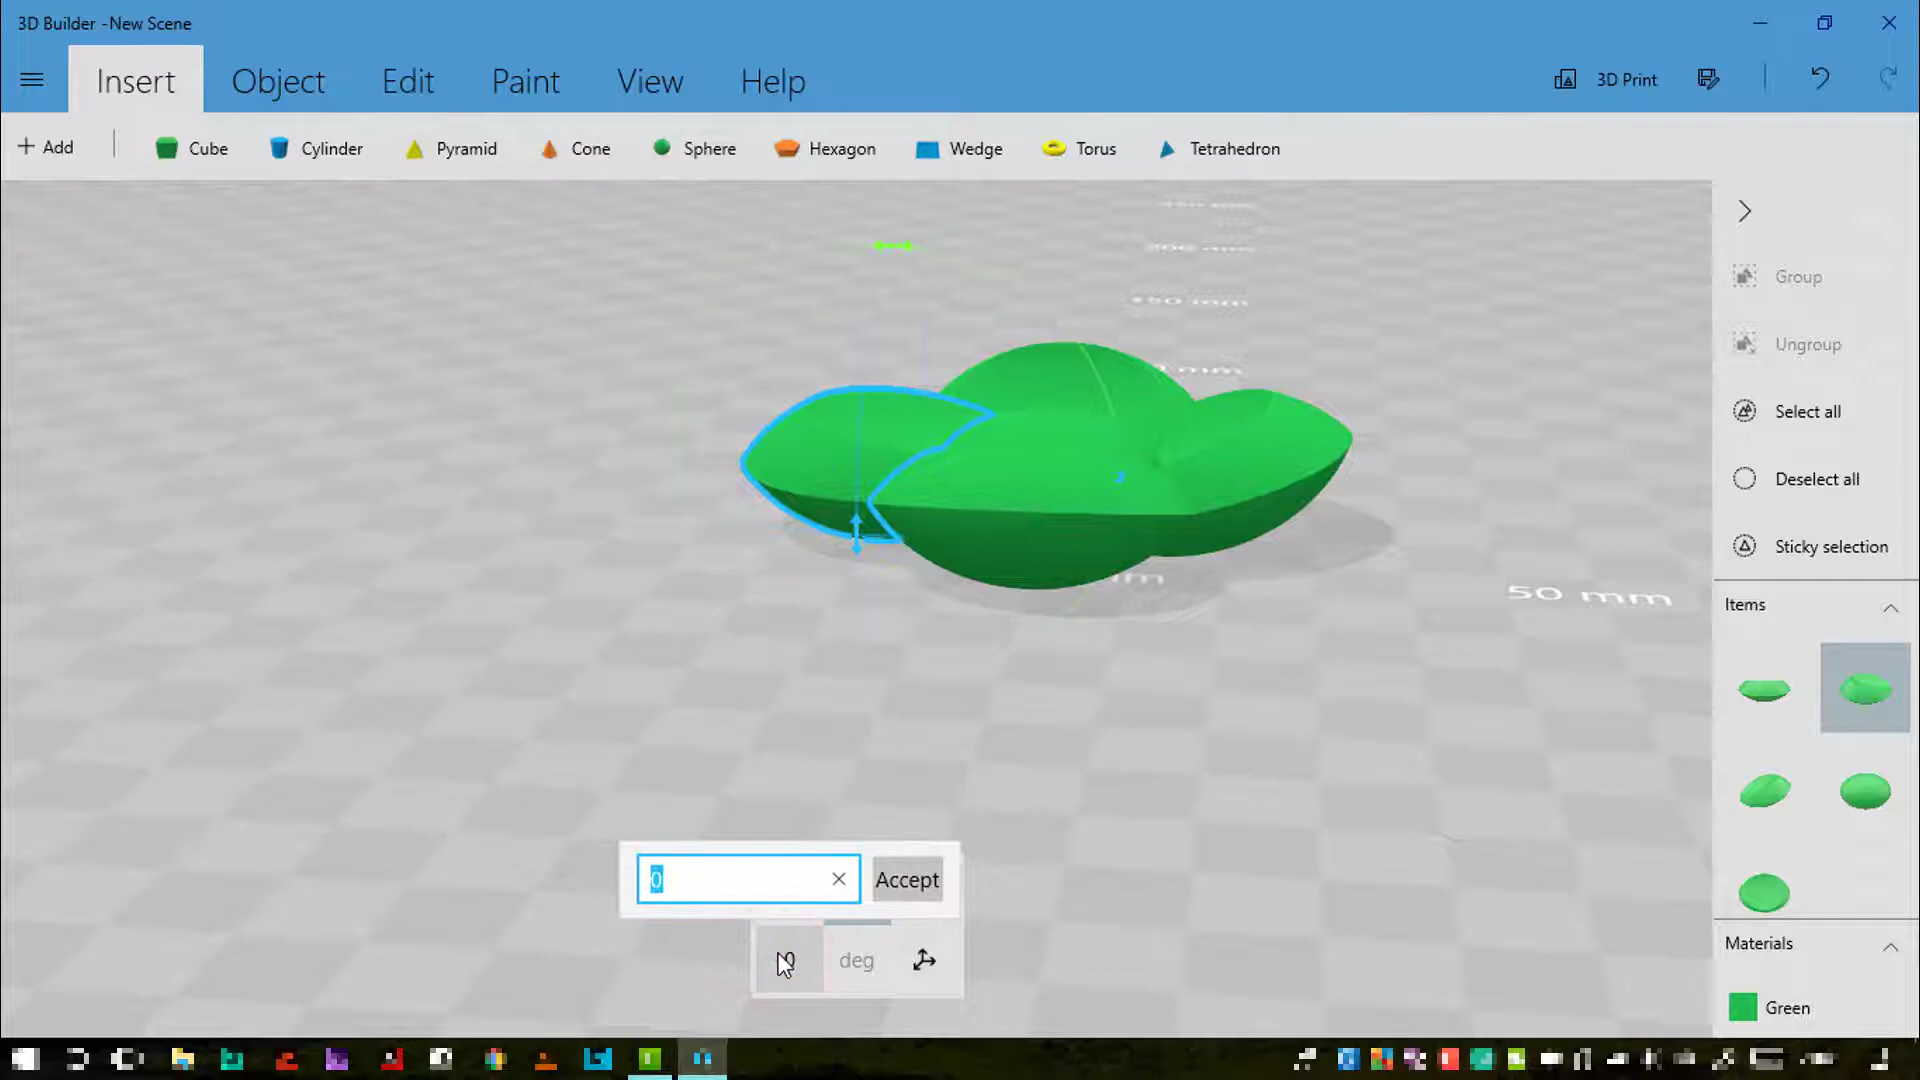 3D Builder -New Scene
Insert Object Edit Paint View Help
3D Print
Add
Cube Cylinder Pyramid Cone Sphere Hexagon Wedge Torus Tetrahedron
Group
Ungroup
Select all
Deselect all
Sticky selection
50 mm
Items
0 Accept
0 deg
Materials
Green